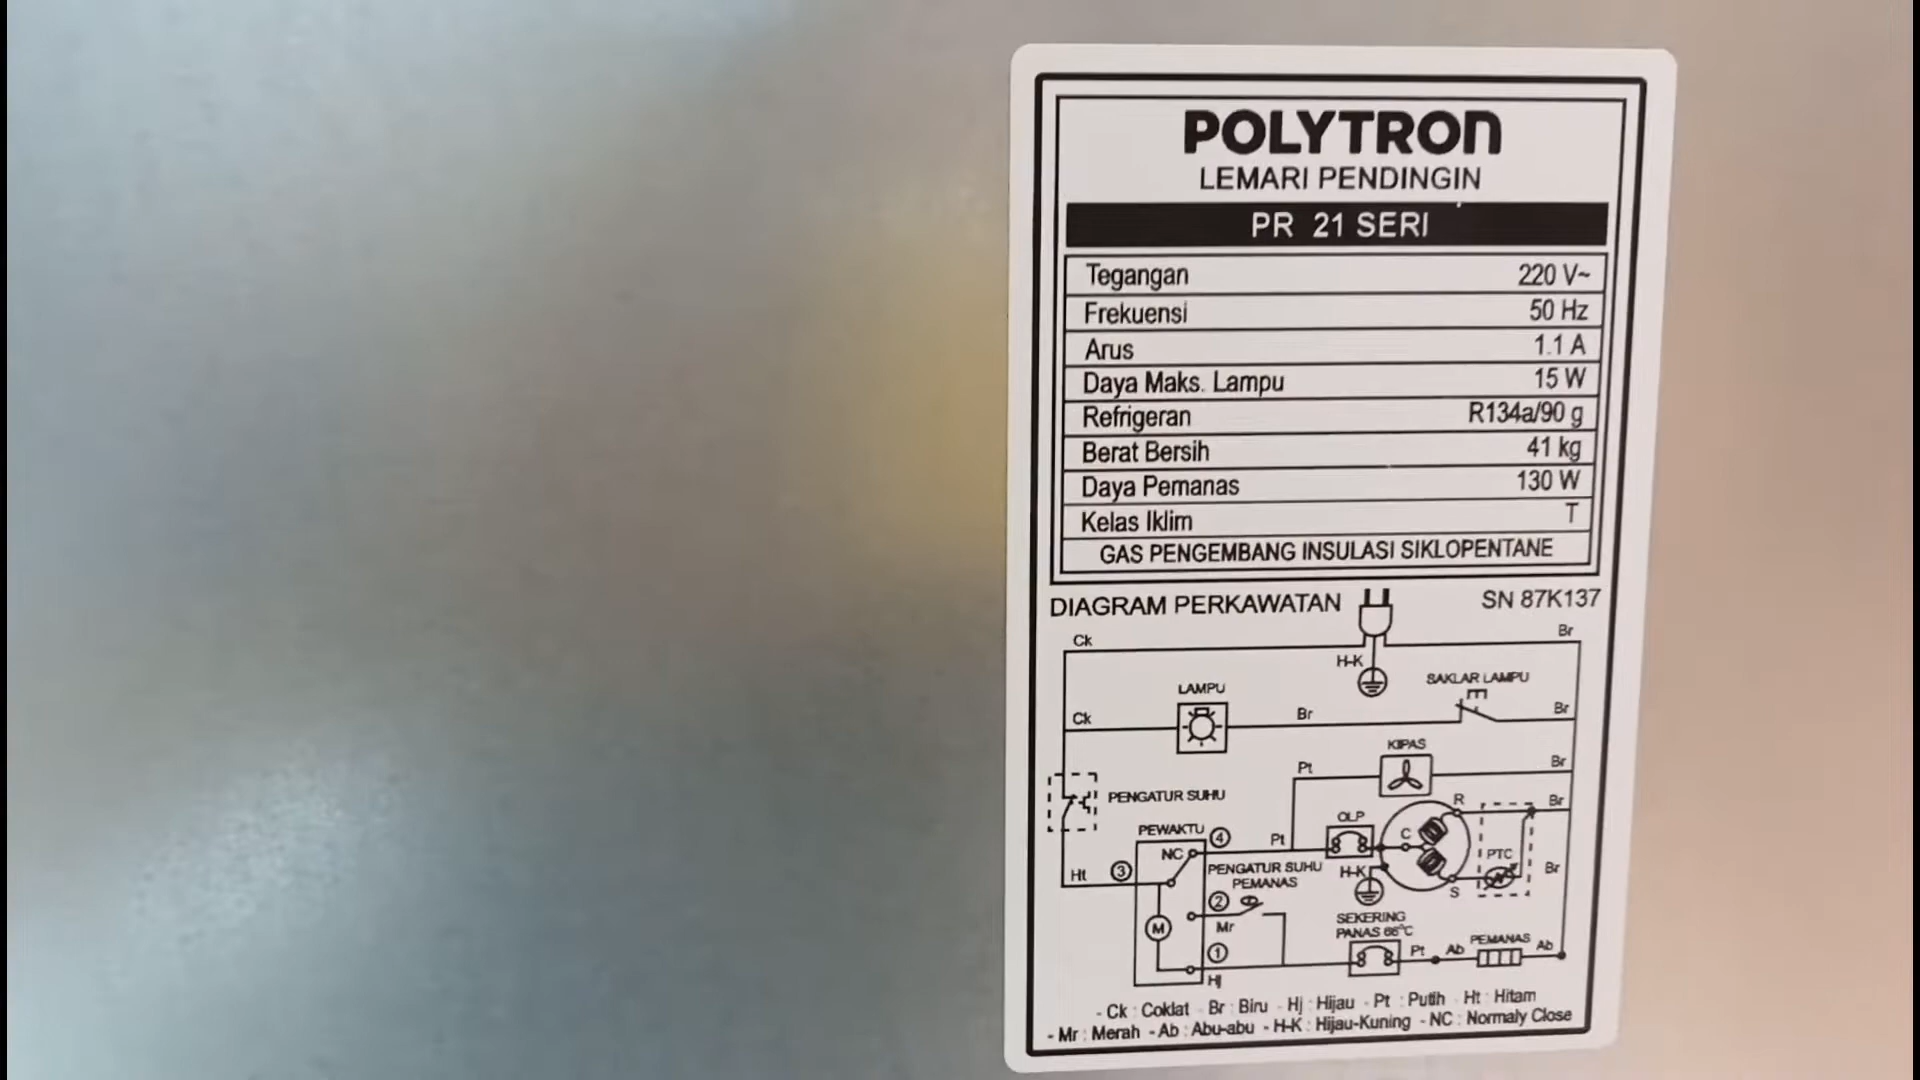 POLYTRON
LEMARI PENDINGIN
PR 21 SERI
Tegangan 220 V~
Frekuensi 50 Hz
Arus 1.1 A
Daya Maks. Lampu 15 W
Refrigeran R134a/90 g
Berat Bersih 41 kg
Daya Pemanas 130 W
Kelas Iklim T
GAS PENGEMBANG INSULASI SIKLOPENTANE
DIAGRAM PERKAWATAN SN 87K137
Ck Br
H-K
LAMPU SAKLAR LAMPU
Ck Br Br
KIPAS
Pt Br
PENGATUR SUHU
R Br
OLP
PEWAKTU 4
NC Pt C PTC
Ht 3 PENGATUR SUHU H-K Br
PEMANAS
S
2
Mr
M
SEKERING
PANAS 66°C
1 Pt Ab PEMANAS Ab
Hj
- Ck : Coklat - Br : Biru - Hj : Hijau - Pt : Putih - Ht : Hitam
- Mr : Merah - Ab : Abu-abu - H-K : Hijau-Kuning - NC : Normaly Close